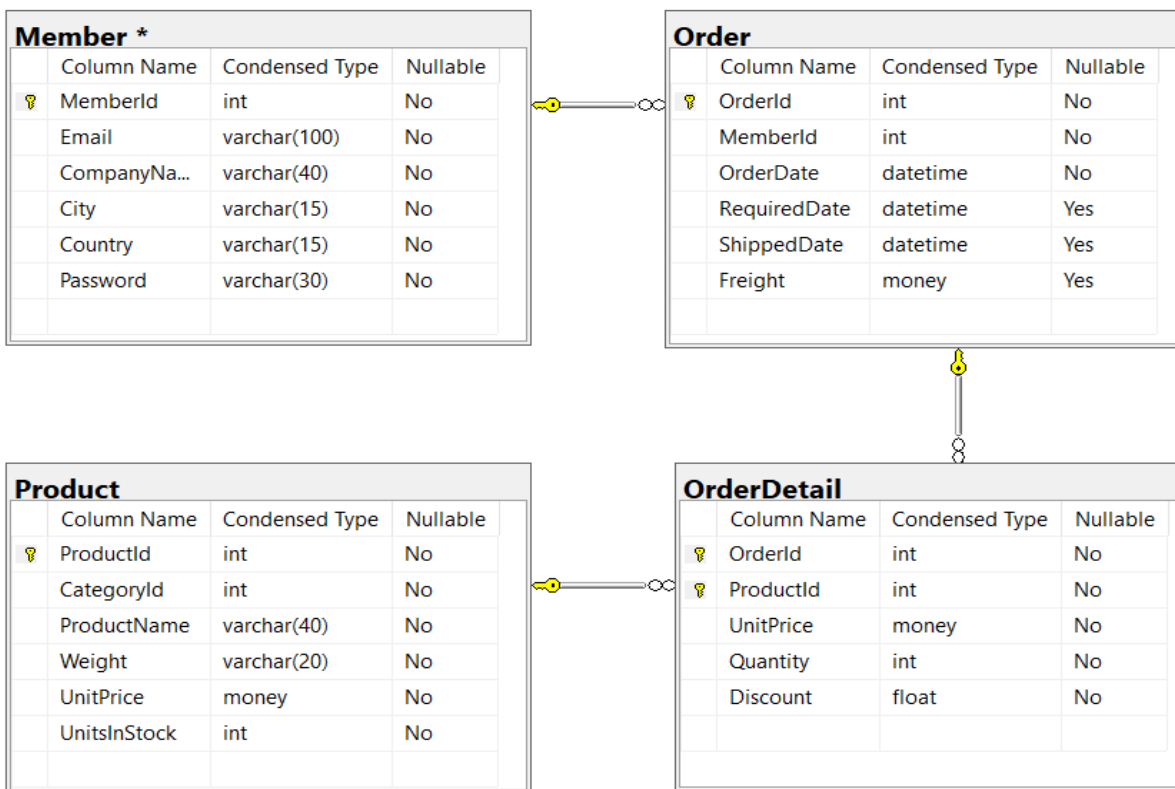 Member *
Column Name Condensed Type Nullable
MemberId int No
Email varchar(100) No
CompanyNa... varchar(40) No
City varchar(15) No
Country varchar(15) No
Password varchar(30) No
Order
Column Name Condensed Type Nullable
OrderId int No
MemberId int No
OrderDate datetime No
RequiredDate datetime Yes
ShippedDate datetime Yes
Freight money Yes
Product
Column Name Condensed Type Nullable
ProductId int No
CategoryId int No
ProductName varchar(40) No
Weight varchar(20) No
UnitPrice money No
UnitsInStock int No
OrderDetail
Column Name Condensed Type Nullable
OrderId int No
ProductId int No
UnitPrice money No
Quantity int No
Discount float No